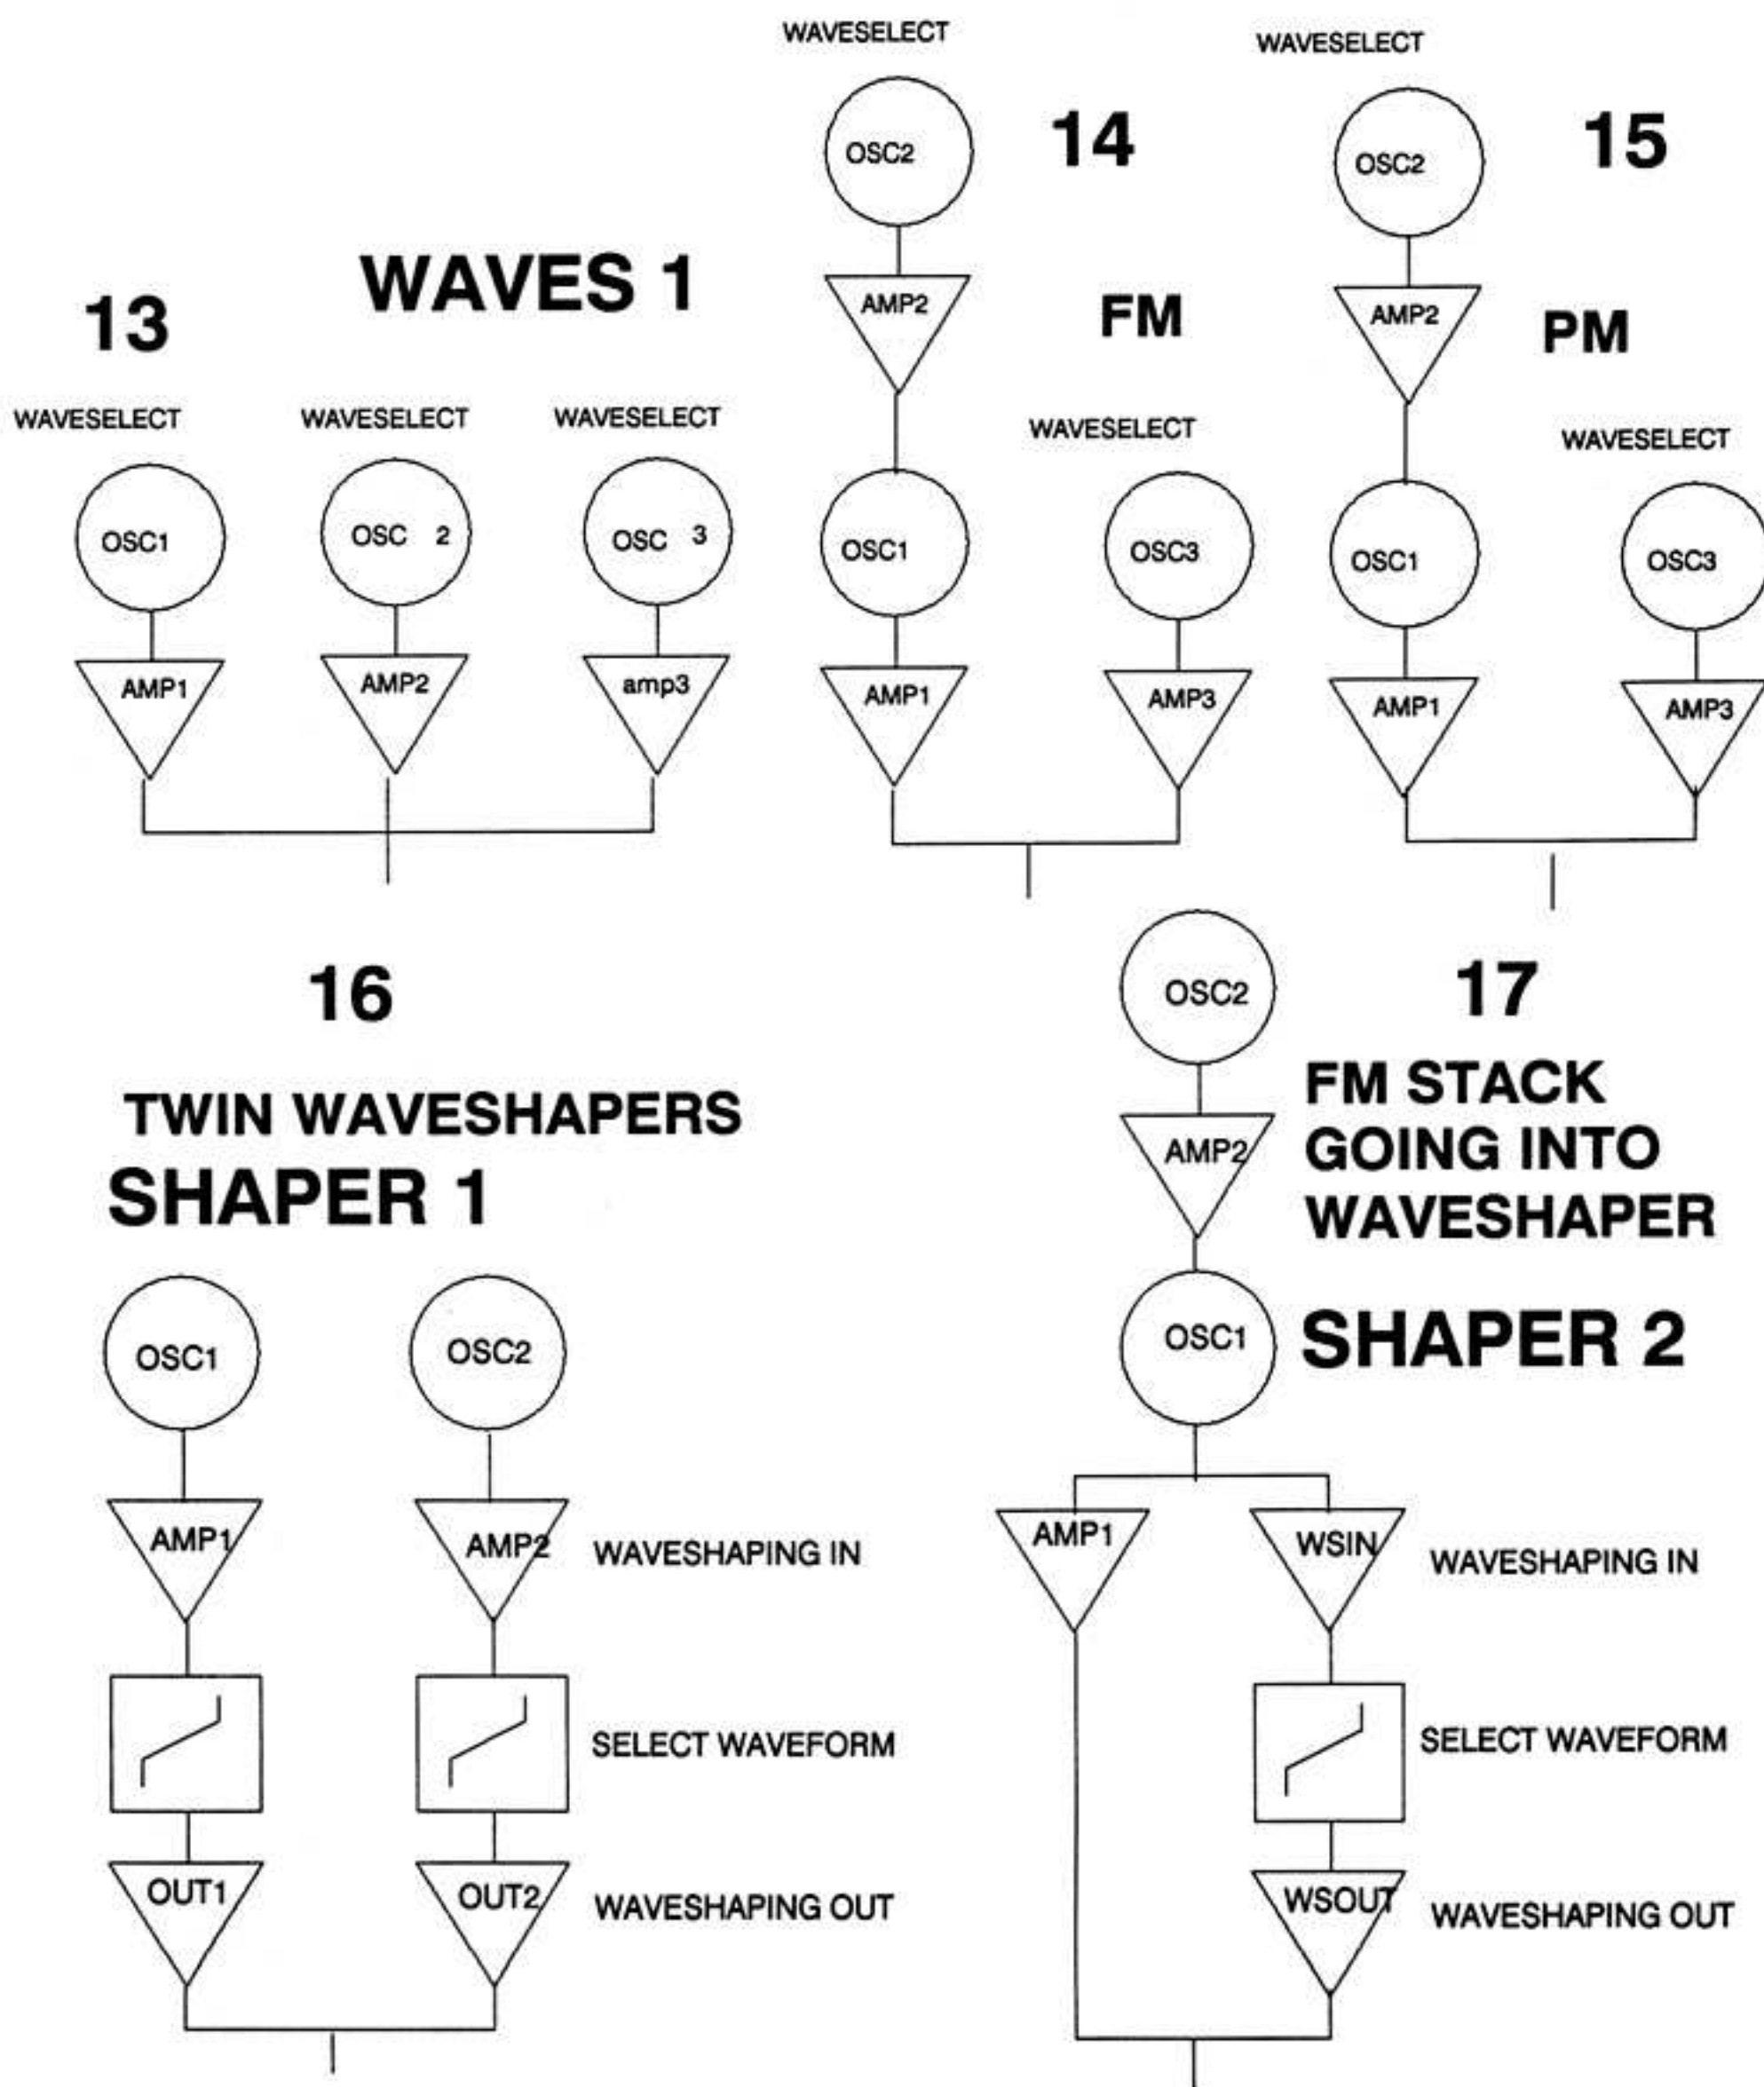 WAVESELECT
OSC2
AMP2
14
FM
OSC1
AMP1
WAVESELECT
OSC3
AMP3
WAVESELECT
OSC2
AMP2
15
PM
OSC1
AMP1
WAVESELECT
OSC3
AMP3
13
WAVES 1
WAVESELECT
WAVESELECT
WAVESELECT
OSC1
OSC 2
OSC 3
AMP1
AMP2
amp3
16
TWIN WAVESHAPERS
SHAPER 1
OSC1
OSC2
AMP1
AMP2
WAVESHAPING IN
SELECT WAVEFORM
OUT1
OUT2
WAVESHAPING OUT
17
FM STACK
GOING INTO
WAVESHAPER
SHAPER 2
OSC2
AMP2
OSC1
AMP1
WSIN
WAVESHAPING IN
SELECT WAVEFORM
WSOUT
WAVESHAPING OUT